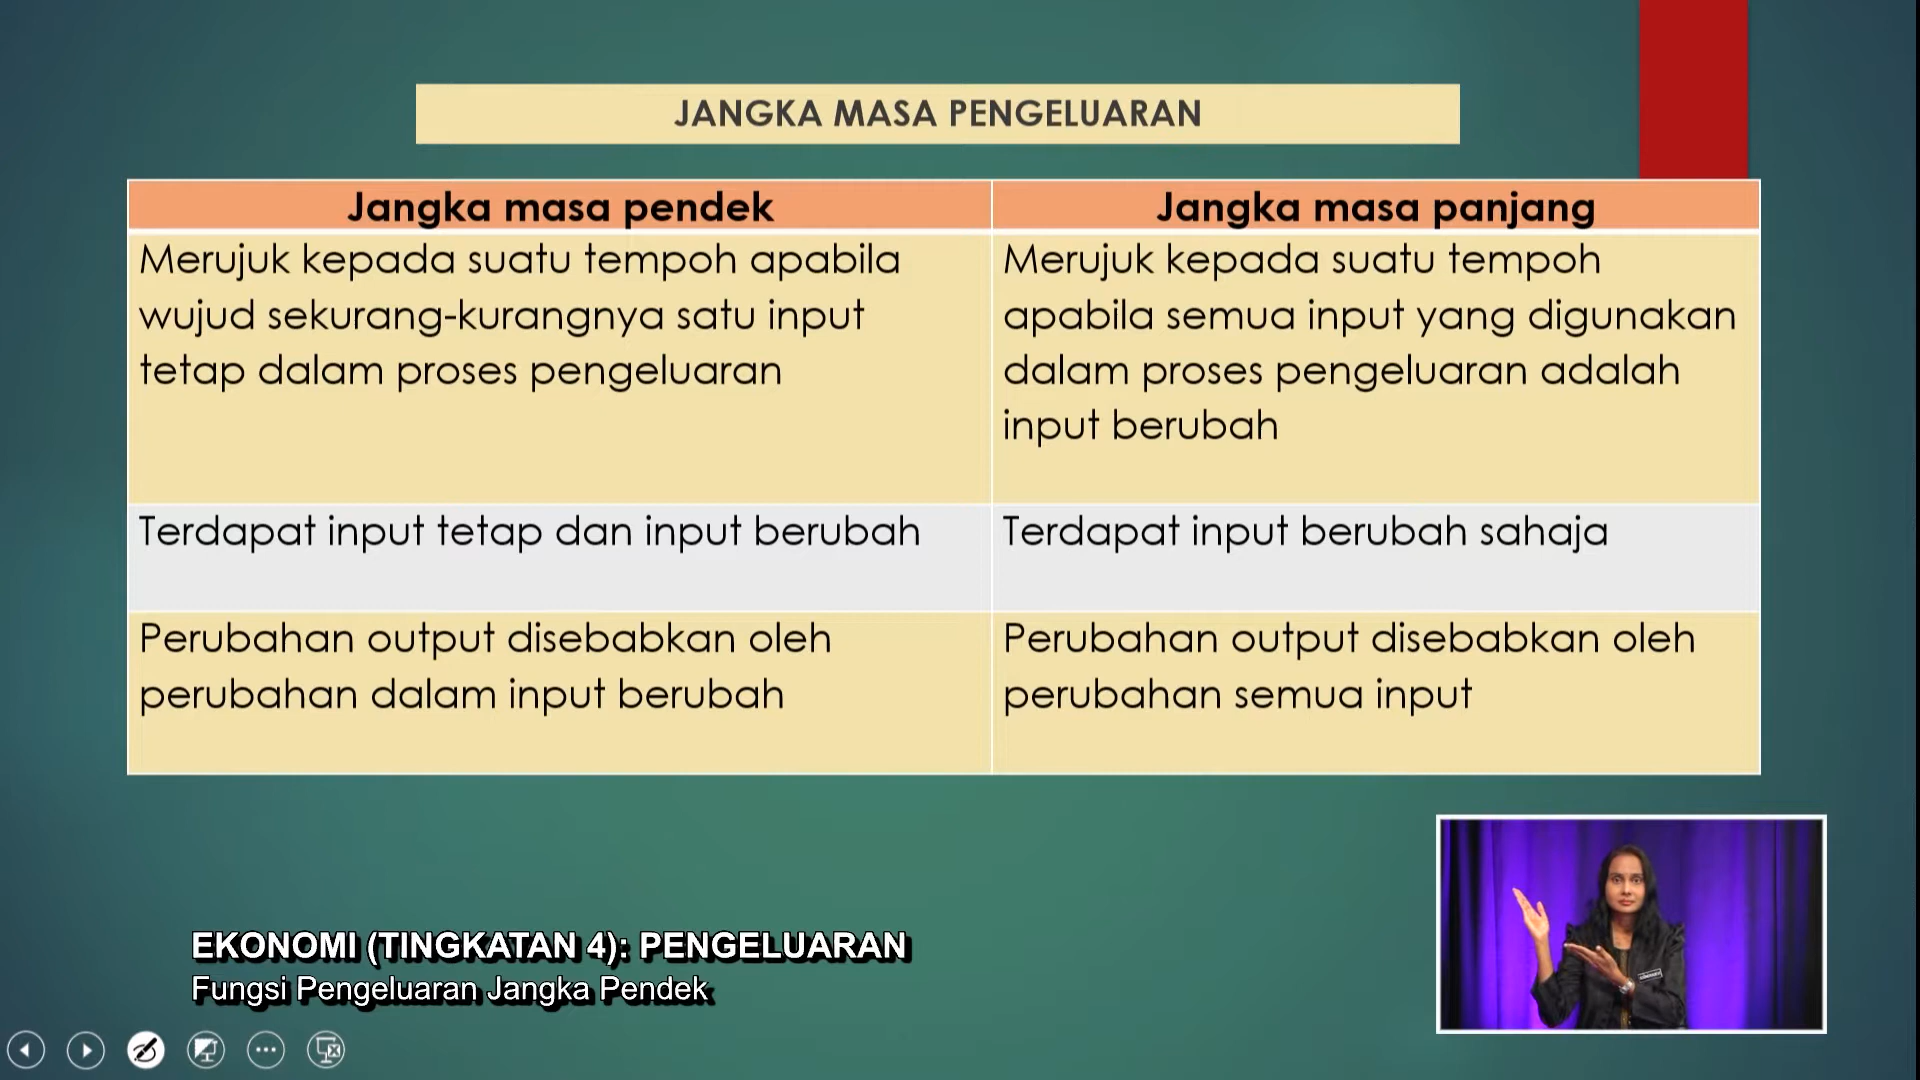 JANGKA MASA PENGELUARAN
Jangka masa pendek
Jangka masa panjang
Merujuk kepada suatu tempoh apabila
wujud sekurang-kurangnya satu input
tetap dalam proses pengeluaran
Merujuk kepada suatu tempoh
apabila semua input yang digunakan
dalam proses pengeluaran adalah
input berubah
Terdapat input tetap dan input berubah
Terdapat input berubah sahaja
Perubahan output disebabkan oleh
perubahan dalam input berubah
Perubahan output disebabkan oleh
perubahan semua input
EKONOMI (TINGKATAN 4): PENGELUARAN
Fungsi Pengeluaran Jangka Pendek